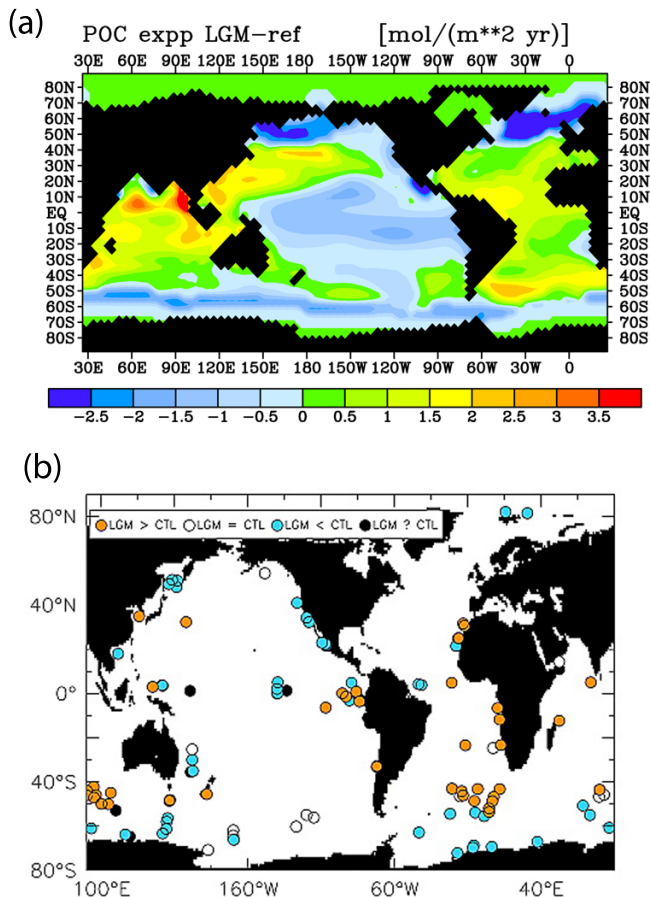 (a)
POC expp LGM-ref [mol/(m**2 yr)]
30E 60E 90E 120E 150E 180E 150W 120W 90W 60W 30W 0
80N 80N
70N 70N
60N 60N
50N 50N
40N 40N
30N 30N
20N 20N
10N 10N
EQ EQ
10S 10S
20S 20S
30S 30S
40S 40S
50S 50S
60S 60S
70S 70S
80S 80S
30E 60E 90E 120E 150E 180E 150W 120W 90W 60W 30W 0
-2.5 -2 -1.5 -1 -0.5 0 0.5 1 1.5 2 2.5 3 3.5
(b)
80°N
LGM > CTL LGM = CTL LGM < CTL LGM ? CTL
40°N
0°
40°S
80°S
100°E 160°W 60°W 40°E